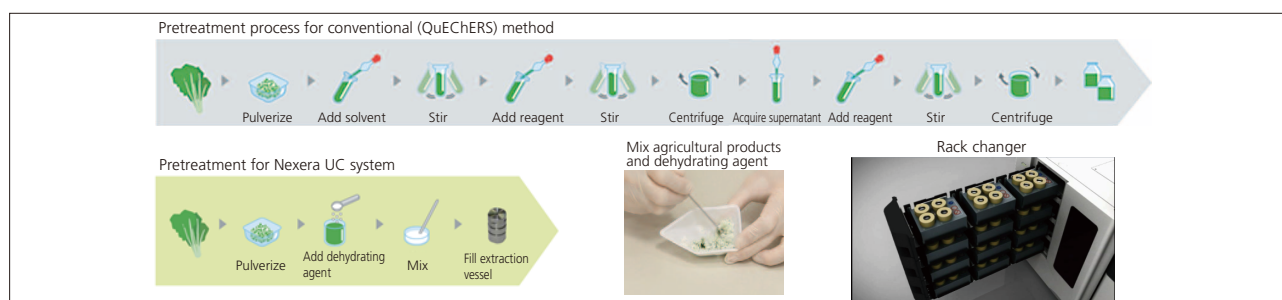 Pretreatment process for conventional (QuEChERS) method
Pulverize
Add solvent
Stir
Add reagent
Stir
Centrifuge
Acquire supernatant
Add reagent
Stir
Centrifuge
Pretreatment for Nexera UC system
Pulverize
Add dehydrating
agent
Mix
Fill extraction
vessel
Mix agricultural products
and dehydrating agent
Rack changer